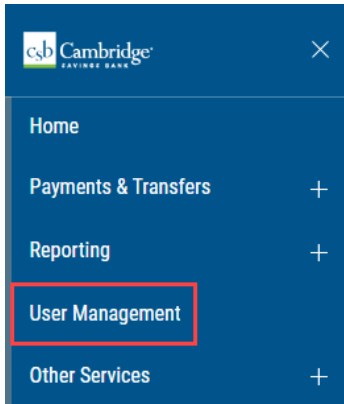 csb Cambridge
SAVINGS BANK
Home
Payments & Transfers
Reporting
User Management
Other Services